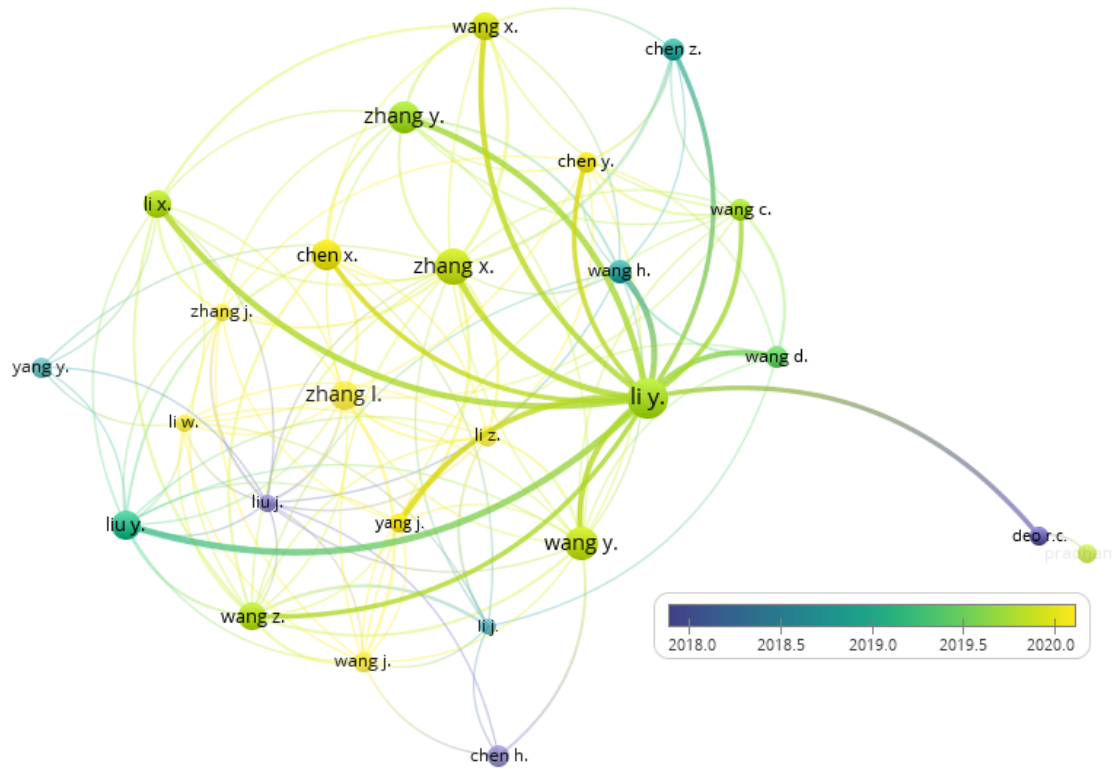 wang x.
chen z.
zhang y.
chen y.
li x.
wang c.
chen x.
zhang x.
wang h.
zhang j.
wang d.
yang y.
zhang l.
li y.
li w.
li z.
liu j.
yang j.
liu y.
deo r.c.
wang y.
wang z.
li j.
wang j.
chen h.
2018.0 2018.5 2019.0 2019.5 2020.0